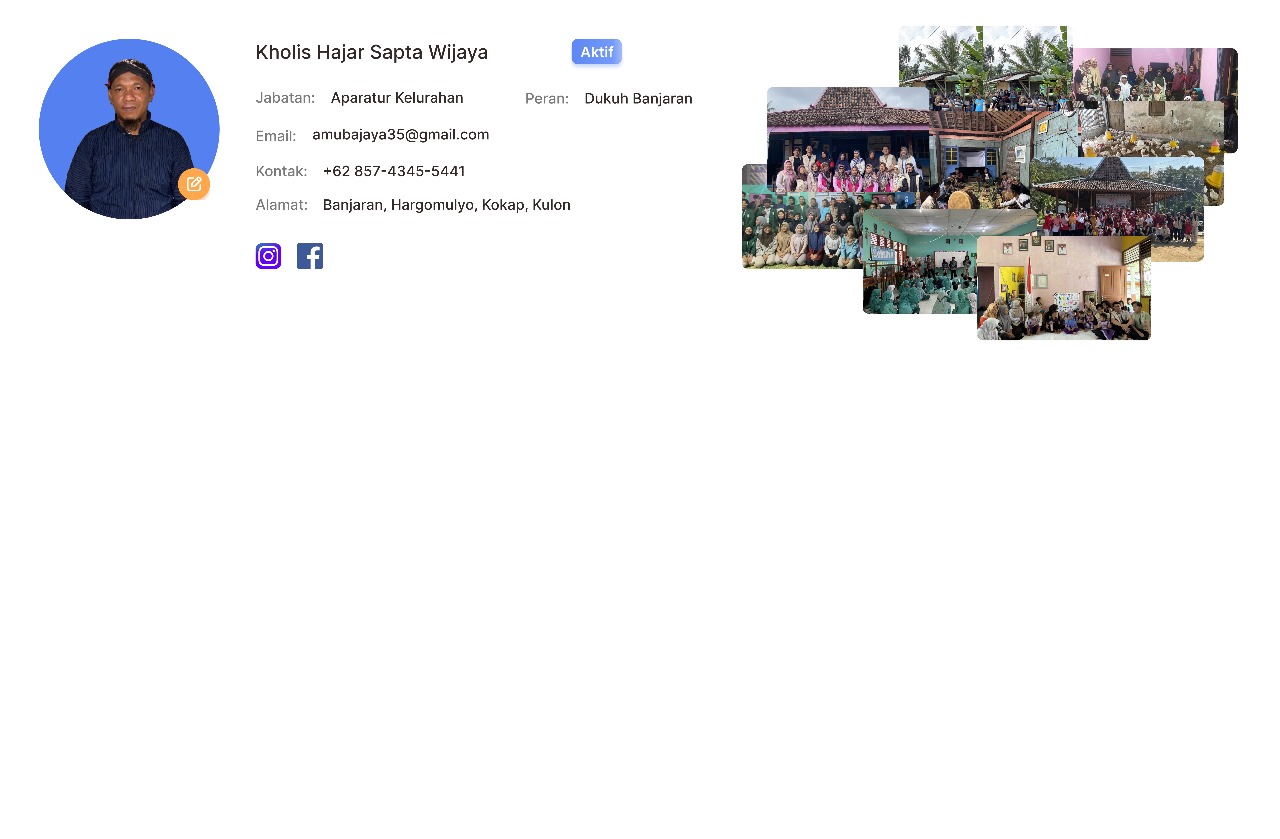 Kholis Hajar Sapta Wijaya
Aktif
Jabatan: Aparatur Kelurahan
Peran: Dukuh Banjaran
Email: amubajaya35@gmail.com
Kontak: +62 857-4345-5441
Alamat: Banjaran, Hargomulyo, Kokap, Kulon